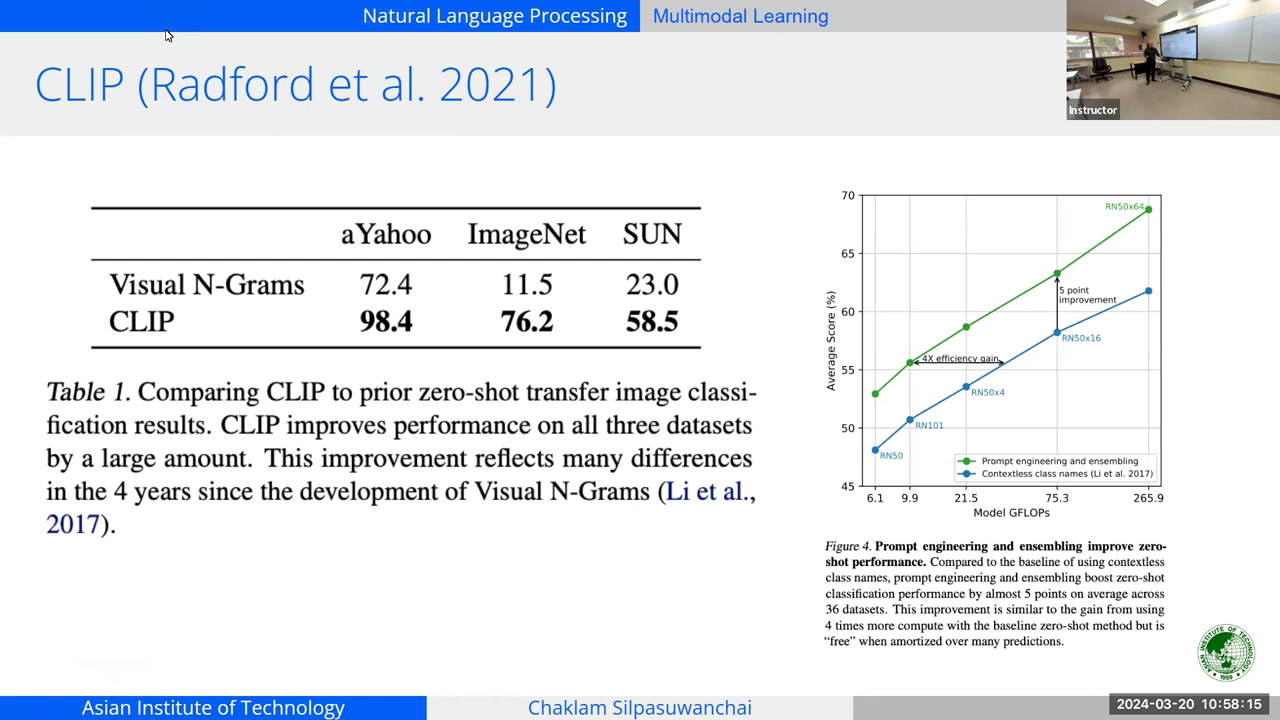 Natural Language Processing
Multimodal Learning
CLIP (Radford et al. 2021)
Instructor
aYahoo ImageNet SUN
Visual N-Grams 72.4 11.5 23.0
CLIP 98.4 76.2 58.5
Table 1. Comparing CLIP to prior zero-shot transfer image classi-
fication results. CLIP improves performance on all three datasets
by a large amount. This improvement reflects many differences
in the 4 years since the development of Visual N-Grams (Li et al.,
2017).
70
65
60
55
50
45
Average Score (%)
RN50x64
5 point
improvement
RN50x16
4X efficiency gain
RN50x4
RN101
RN50
Prompt engineering and ensembling
Contextless class names (Li et al. 2017)
6.1 9.9 21.5 75.3 265.9
Model GFLOPs
Figure 4. Prompt engineering and ensembling improve zero-
shot performance. Compared to the baseline of using contextless
class names, prompt engineering and ensembling boost zero-shot
classification performance by almost 5 points on average across
36 datasets. This improvement is similar to the gain from using
4 times more compute with the baseline zero-shot method but is
“free” when amortized over many predictions.
ASIAN INSTITUTE OF TECHNOLOGY
1959
Asian Institute of Technology
Chaklam Silpasuwanchai
2024-03-20 10:58:15